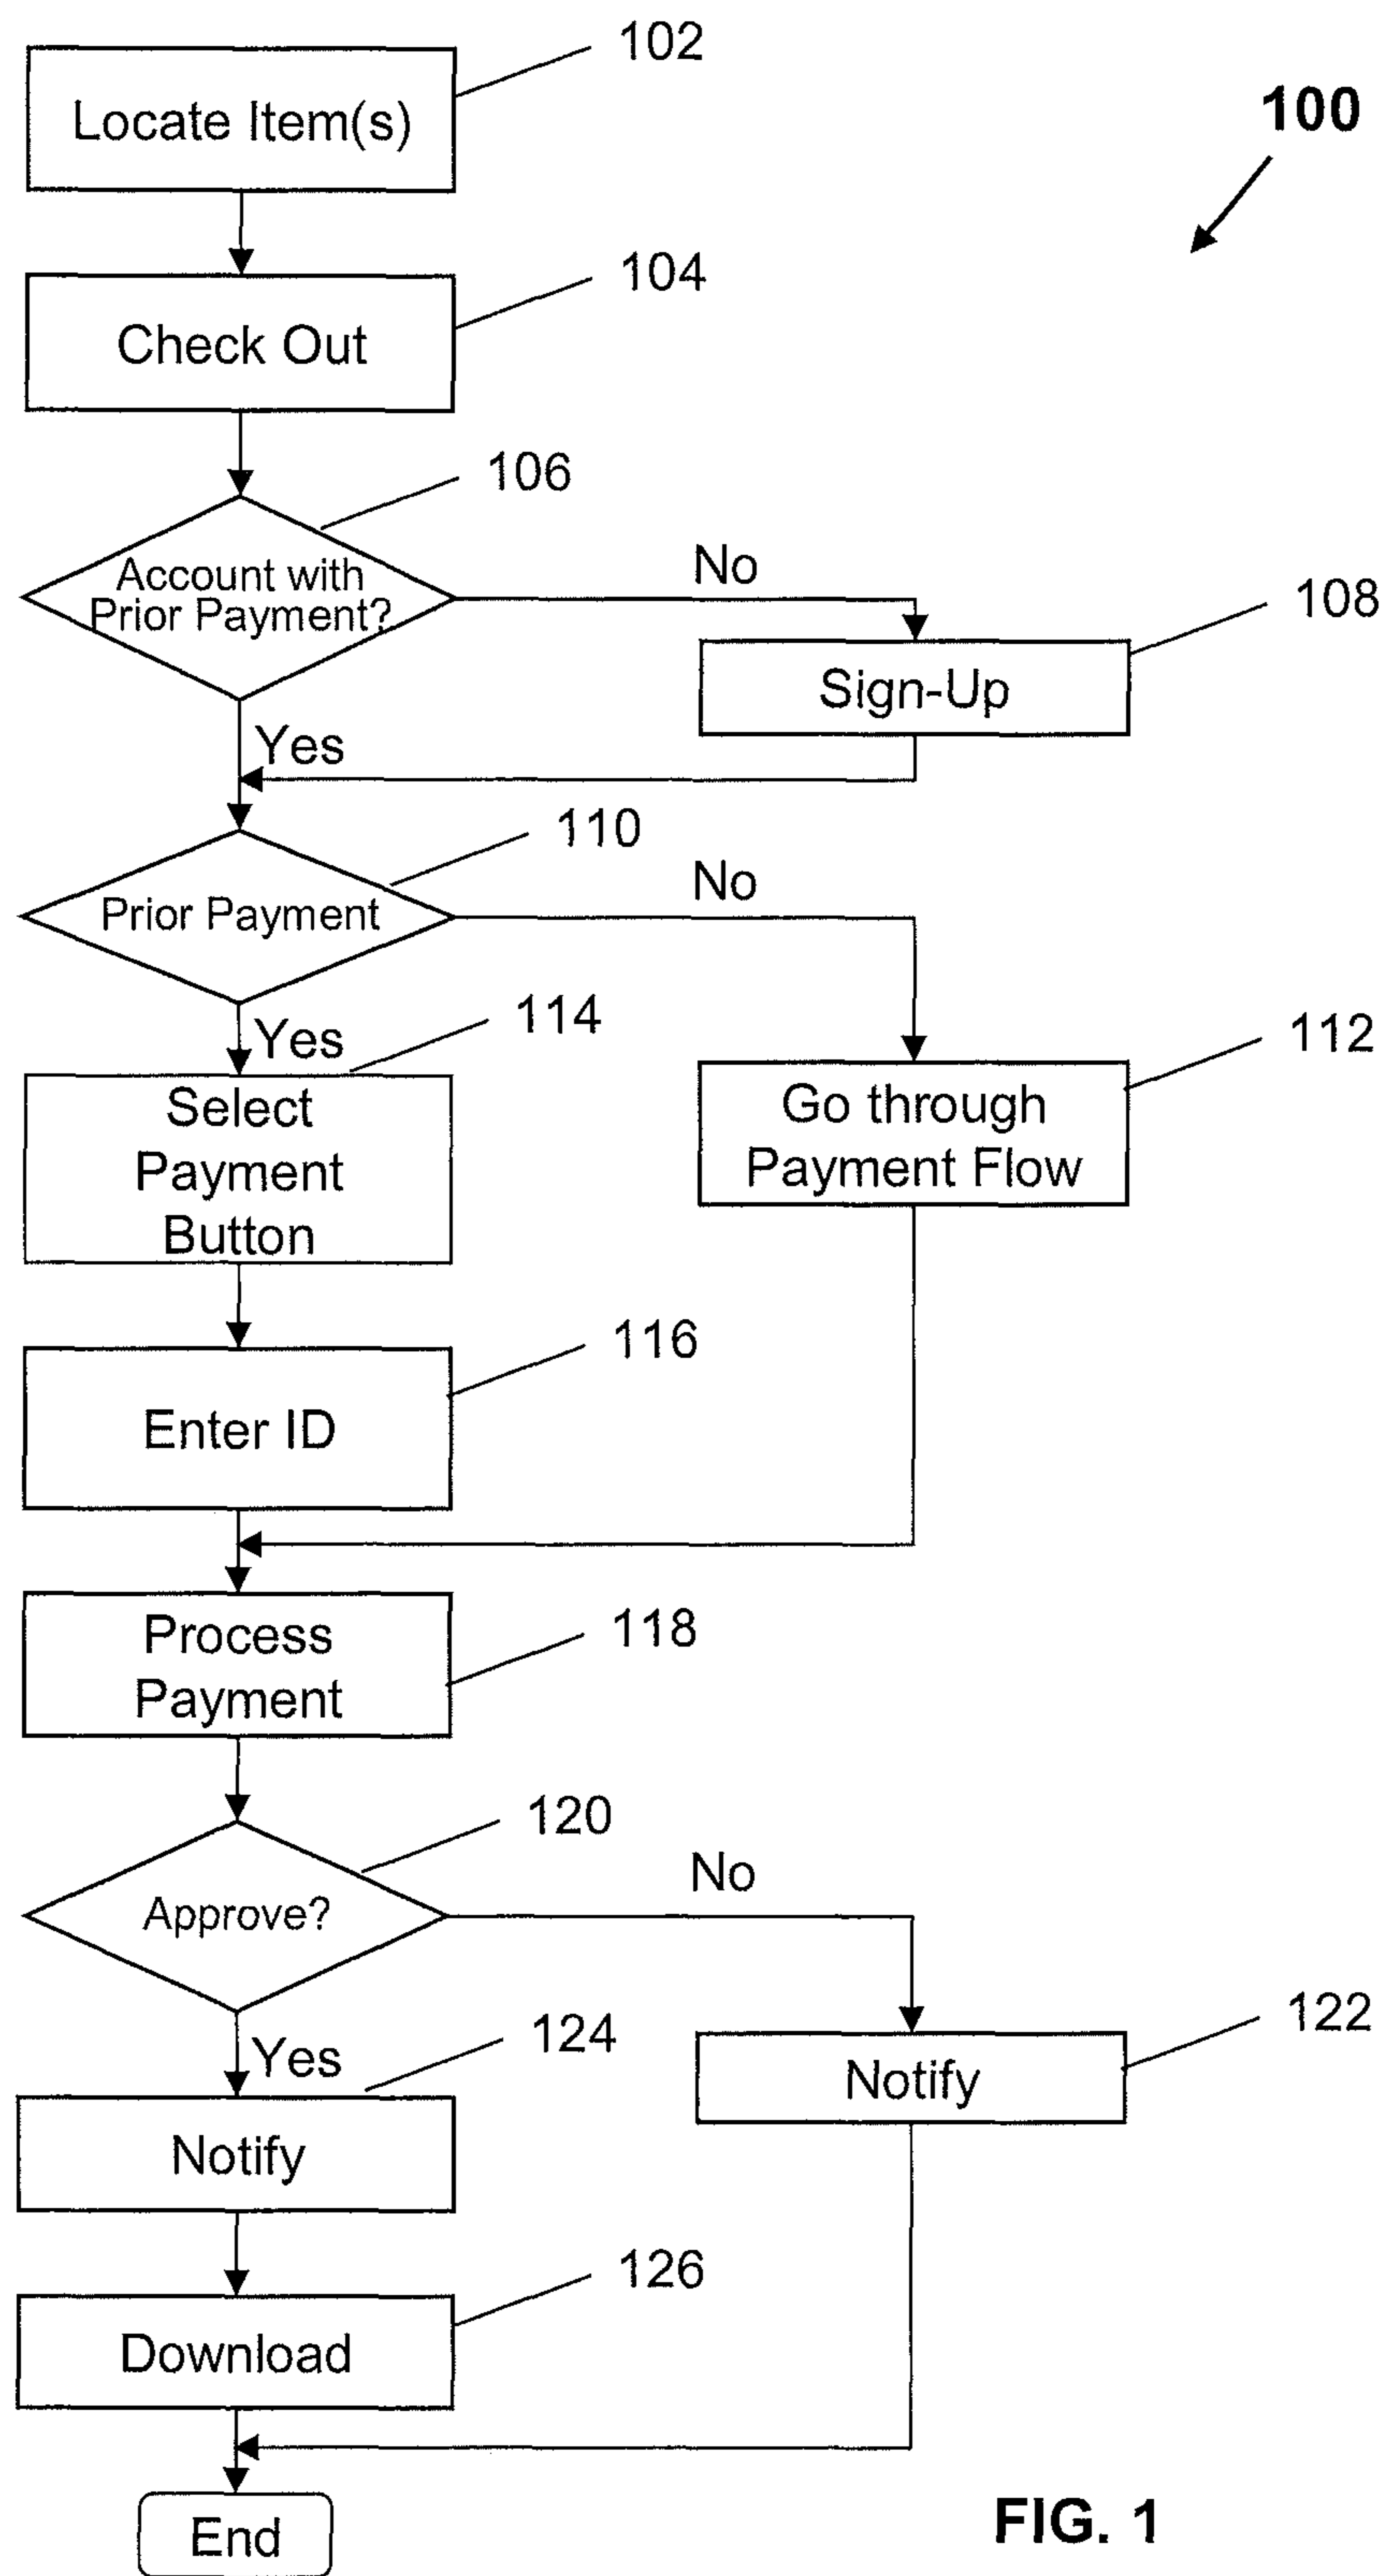 102
Locate Item(s)
100
104
Check Out
106
Account with
Prior Payment?
No
108
Sign-Up
Yes
110
Prior Payment
No
114
Yes
112
Select
Payment
Button
Go through
Payment Flow
116
Enter ID
118
Process
Payment
120
Approve?
No
124
Yes
122
Notify
Notify
126
Download
End
FIG. 1